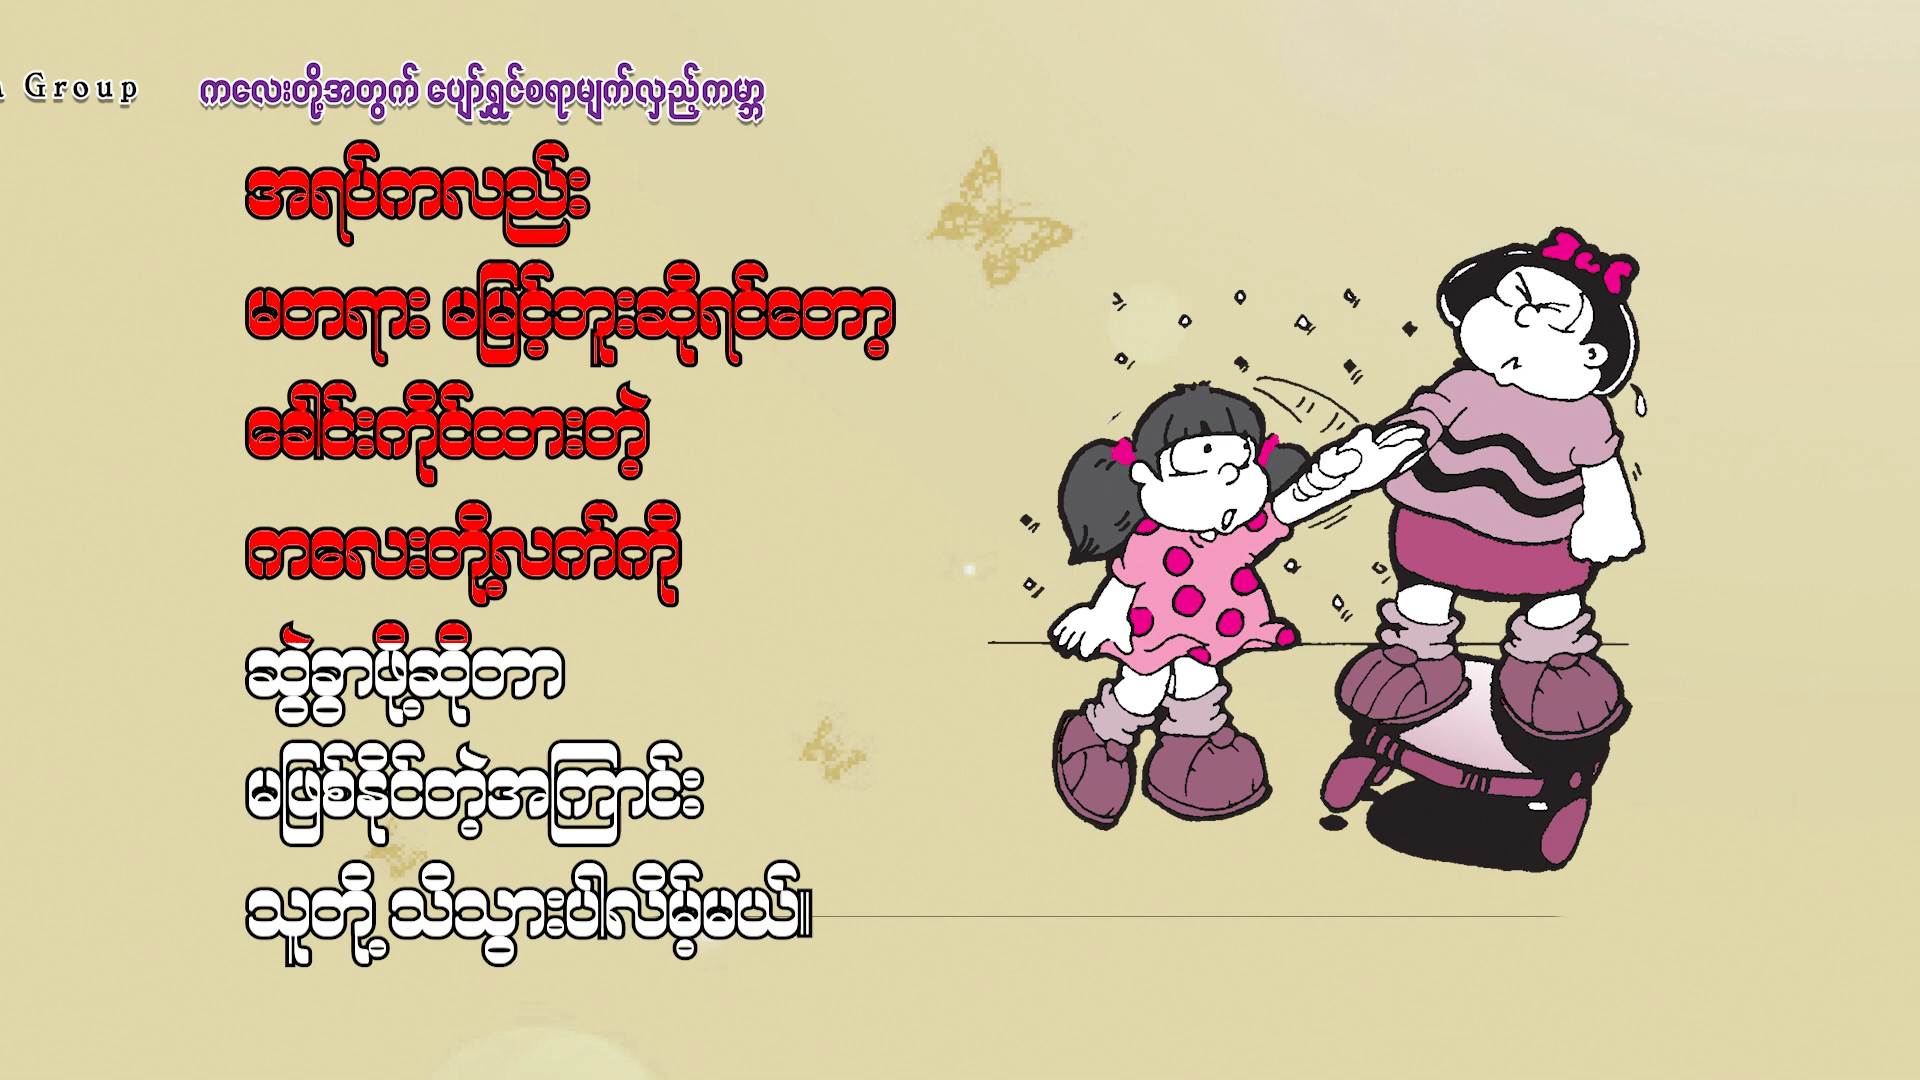 Group ကလေးတို့အတွက် ပျော်ရွှင်စရာမျက်လှည့်ကမ္ဘာ
အရပ်ကလည်း
မတရား မမြင့်ဘူးဆိုရင်တော့
ခေါင်းကိုင်ထားတဲ့
ကလေးတို့လက်ကို
ဆွဲခွာဖို့ဆိုတာ
မဖြစ်နိုင်တဲ့အကြောင်း
သူတို့ သိသွားပါလိမ့်မယ်။